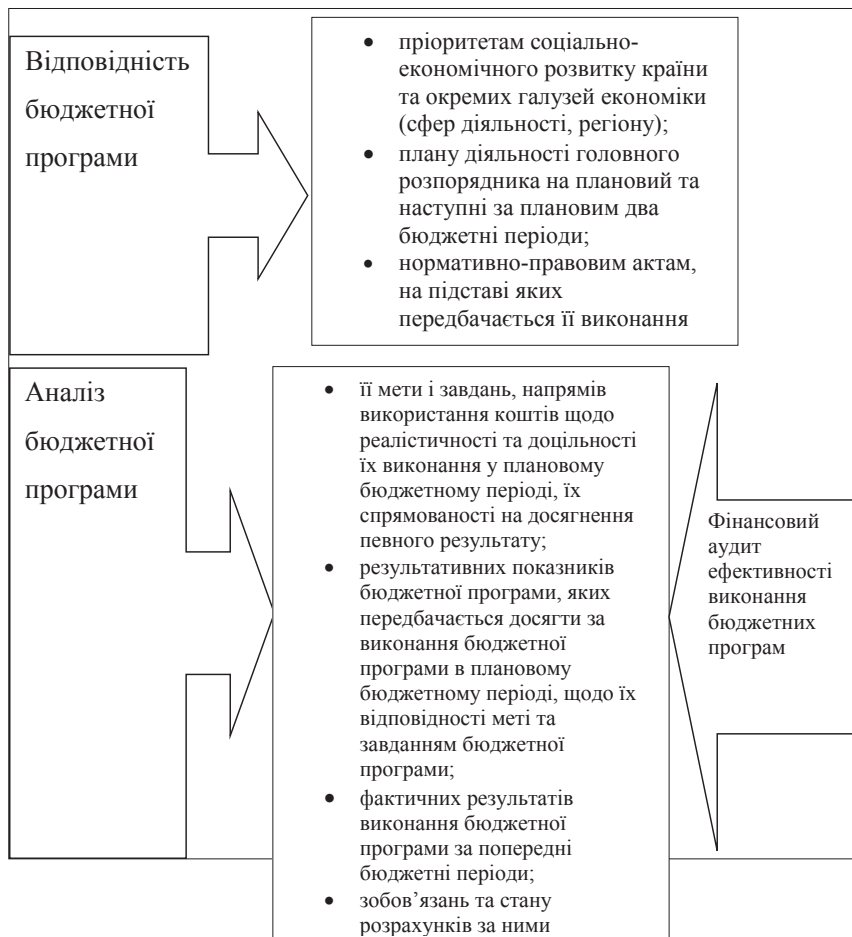 Відповідність
бюджетної
програми
• пріоритетам соціально-
економічного розвитку країни
та окремих галузей економіки
(сфер діяльності, регіону);
• плану діяльності головного
розпорядника на плановий та
наступні за плановим два
бюджетні періоди;
• нормативно-правовим актам,
на підставі яких
передбачається її виконання
Аналіз
бюджетної
програми
• її мети і завдань, напрямів
використання коштів щодо
реалістичності та доцільності
їх виконання у плановому
бюджетному періоді, їх
спрямованості на досягнення
певного результату;
• результативних показників
бюджетної програми, яких
передбачається досягти за
виконання бюджетної
програми в плановому
бюджетному періоді, щодо їх
відповідності меті та
завданням бюджетної
програми;
• фактичних результатів
виконання бюджетної
програми за попередні
бюджетні періоди;
• зобов’язань та стану
розрахунків за ними
Фінансовий
аудит
ефективності
виконання
бюджетних
програм